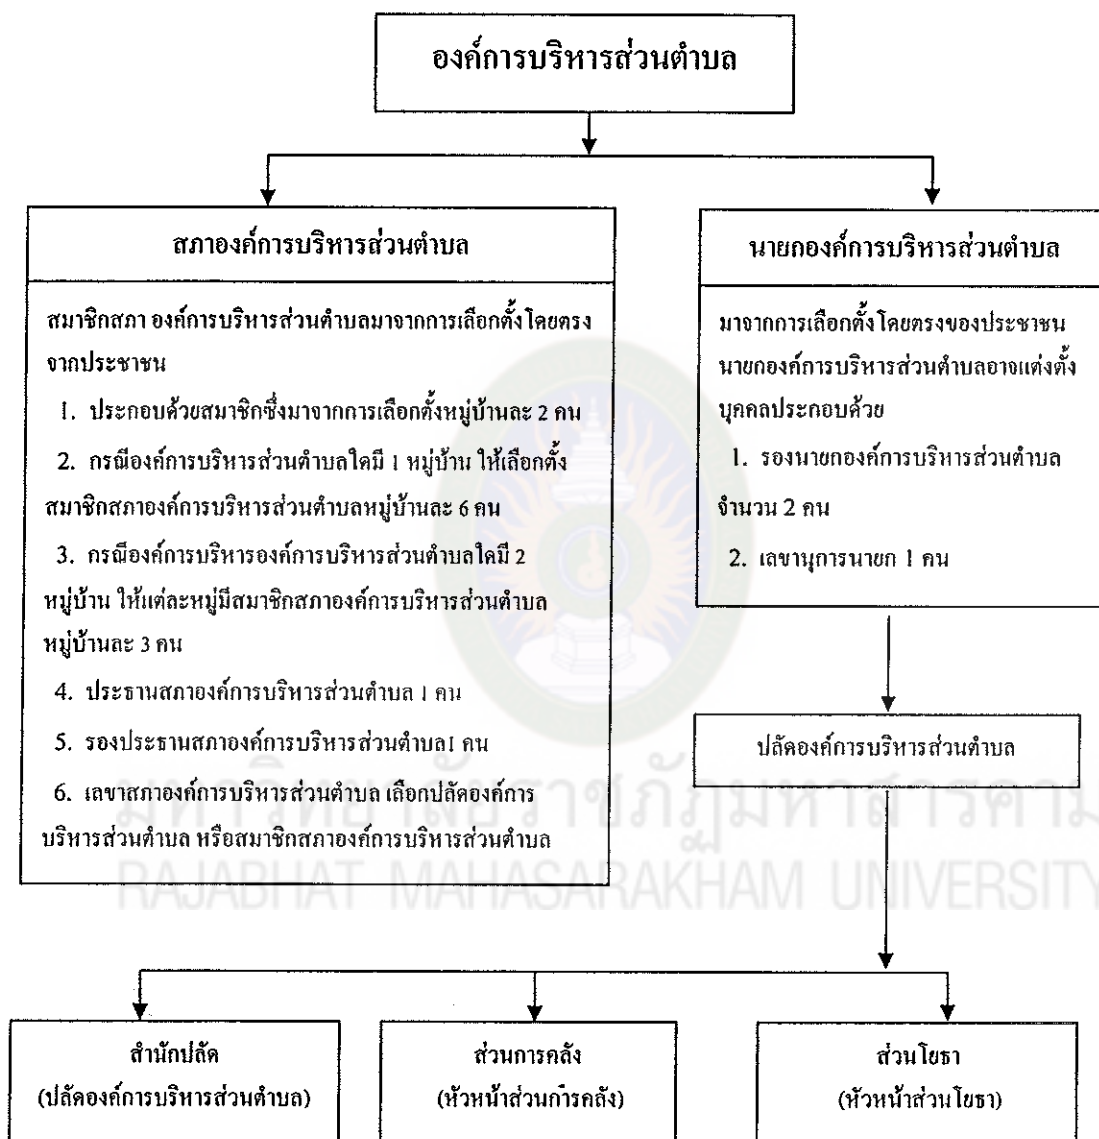 องค์การบริหารส่วนตำบล
สภาองค์การบริหารส่วนตำบล
สมาชิกสภา องค์การบริหารส่วนตำบลมาจากการเลือกตั้งโดยตรง
จากประชาชน
1. ประกอบด้วยสมาชิกซึ่งมาจากการเลือกตั้งหมู่บ้านละ 2 คน
2. กรณีองค์การบริหารส่วนตำบลใดมี 1 หมู่บ้าน ให้เลือกตั้ง
สมาชิกสภาองค์การบริหารส่วนตำบลหมู่บ้านละ 6 คน
3. กรณีองค์การบริหารองค์การบริหารส่วนตำบลใดมี 2
หมู่บ้าน ให้แต่ละหมู่มีสมาชิกสภาองค์การบริหารส่วนตำบล
หมู่บ้านละ 3 คน
4. ประธานสภาองค์การบริหารส่วนตำบล 1 คน
5. รองประธานสภาองค์การบริหารส่วนตำบล1 คน
6. เลขาสภาองค์การบริหารส่วนตำบล เลือกปลัดองค์การ
บริหารส่วนตำบล หรือสมาชิกสภาองค์การบริหารส่วนตำบล
นายกองค์การบริหารส่วนตำบล
มาจากการเลือกตั้งโดยตรงของประชาชน
นายกองค์การบริหารส่วนตำบลอาจแต่งตั้ง
บุคคลประกอบด้วย
1. รองนายกองค์การบริหารส่วนตำบล
จำนวน 2 คน
2. เลขานุการนายก 1 คน
ปลัดองค์การบริหารส่วนตำบล
มหาวิทยาลัยราชภัฏมหาสารคาม
RAJABHAT MAHASARAKHAM UNIVERSITY
สำนักปลัด
(ปลัดองค์การบริหารส่วนตำบล)
ส่วนการคลัง
(หัวหน้าส่วนการคลัง)
ส่วนโยธา
(หัวหน้าส่วนโยธา)